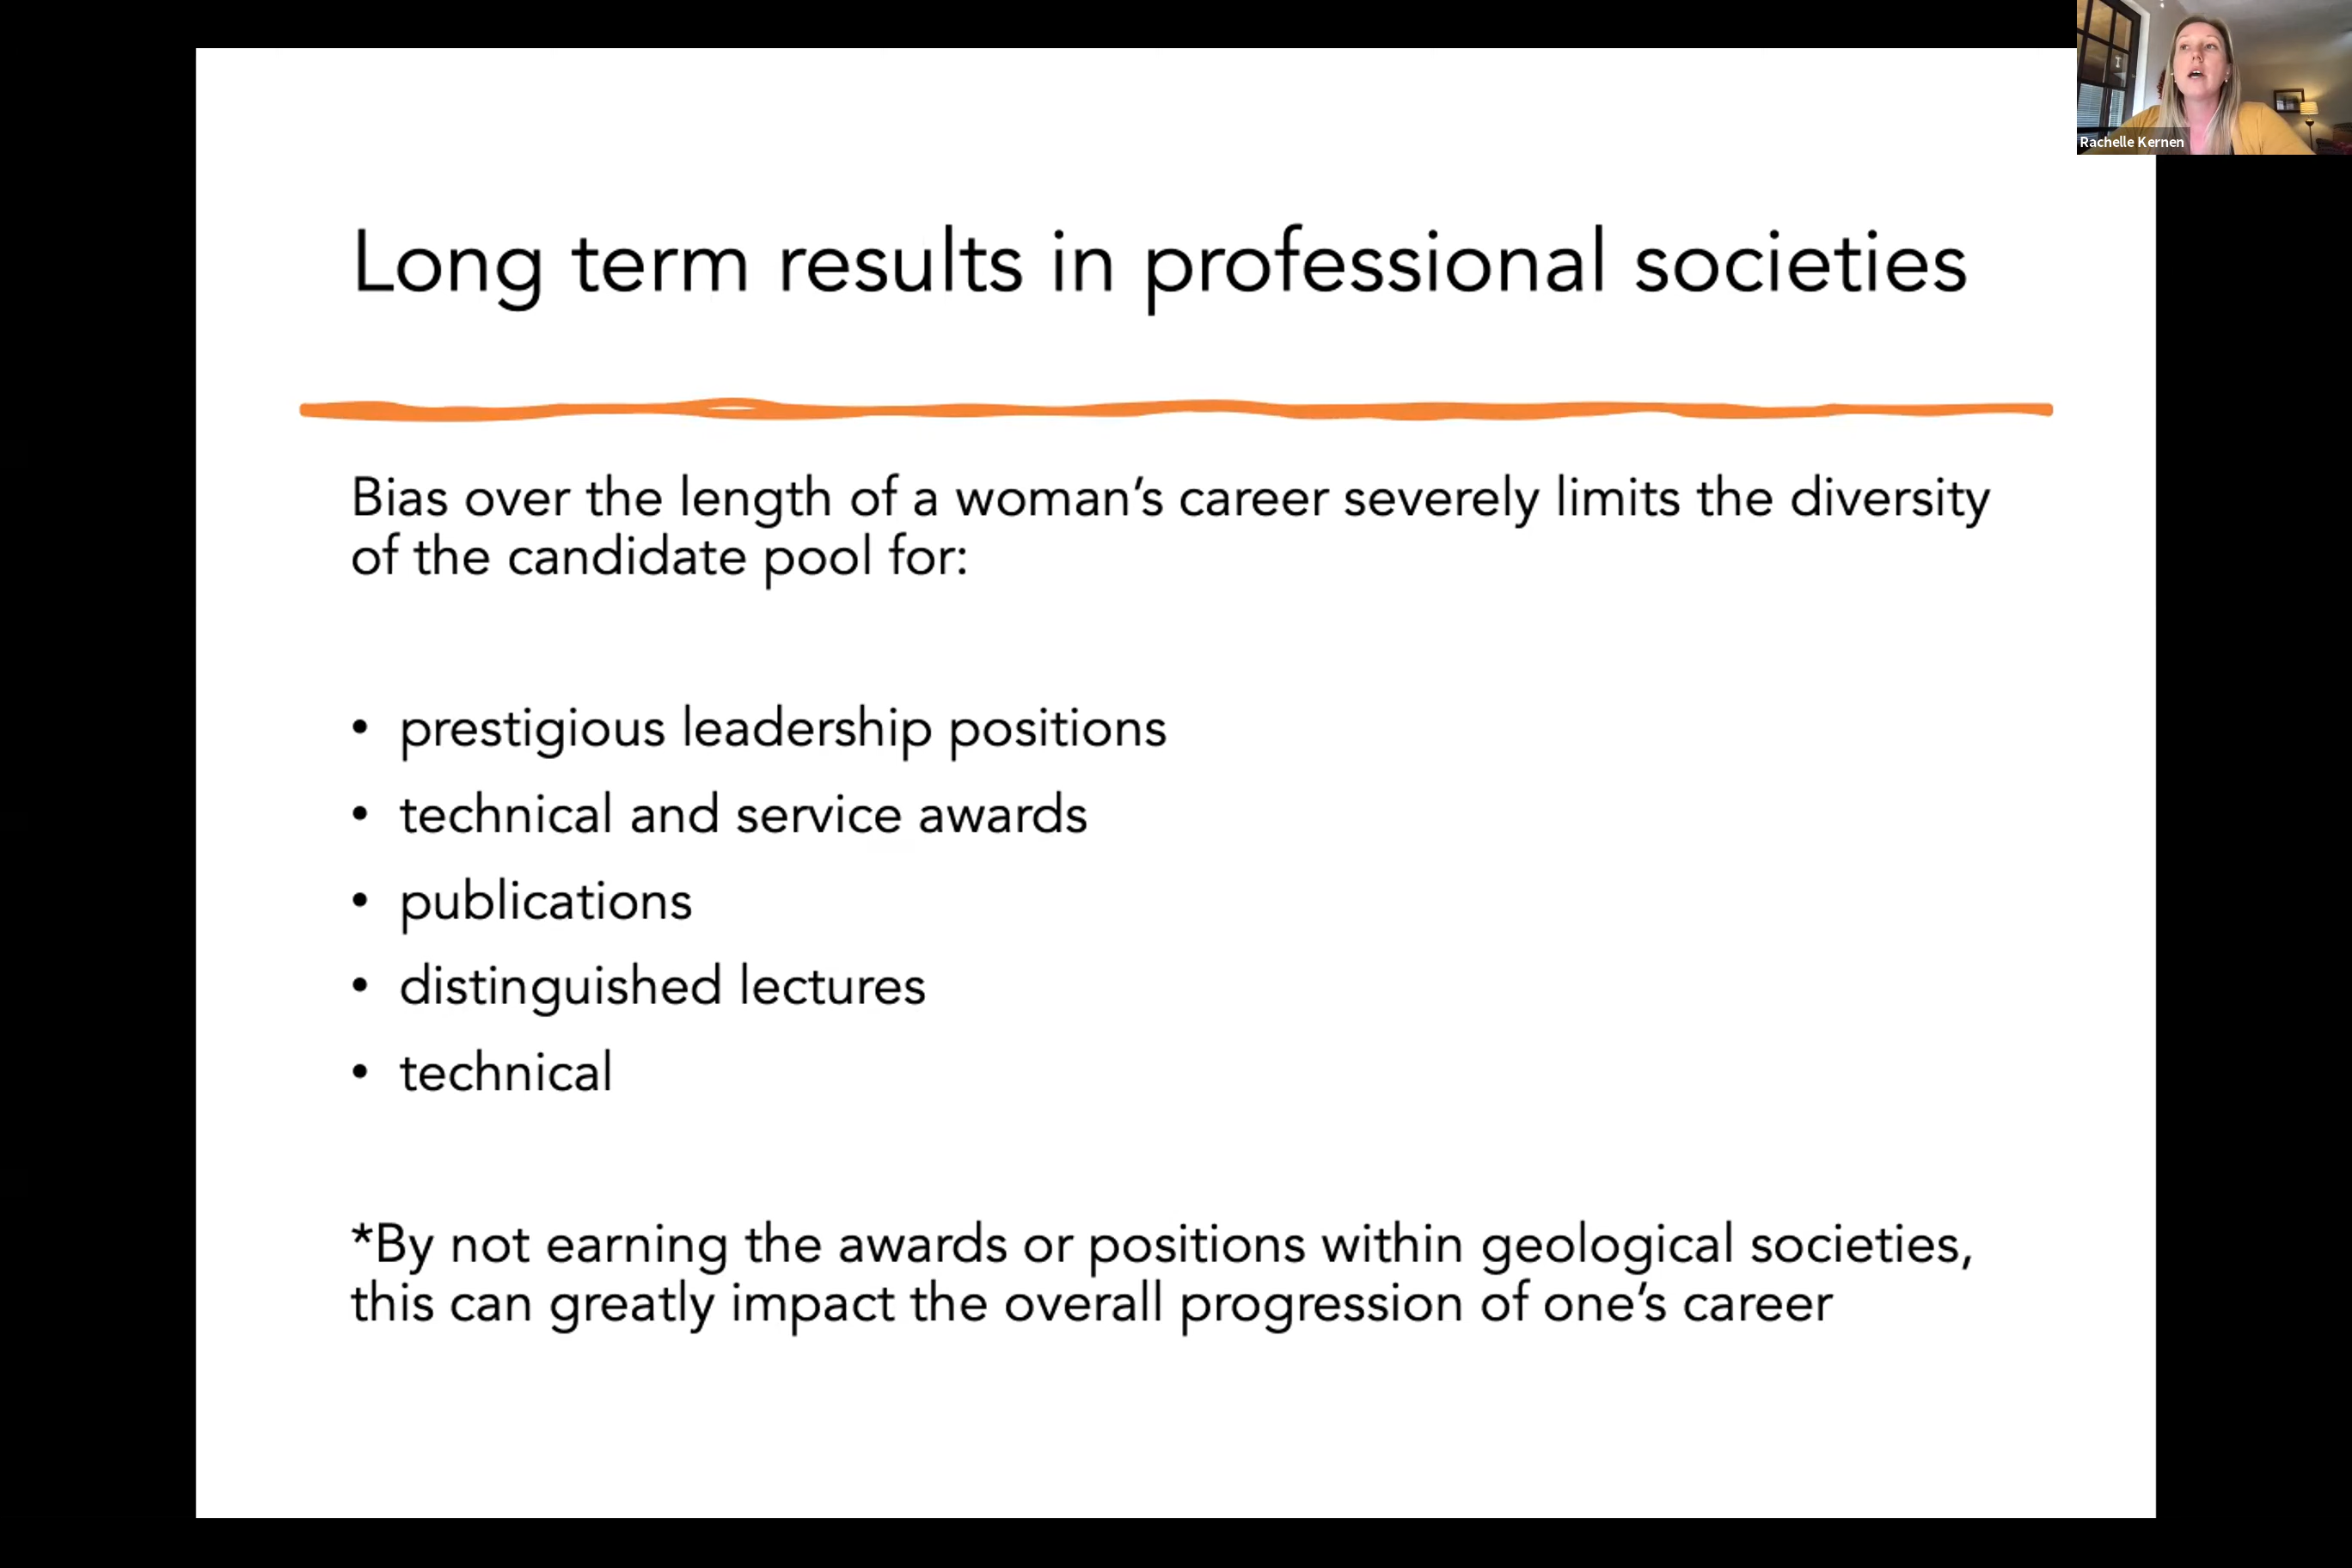 Rachelle Kernen
Long term results in professional societies
Bias over the length of a woman’s career severely limits the diversity
of the candidate pool for:
• prestigious leadership positions
• technical and service awards
• publications
• distinguished lectures
• technical
*By not earning the awards or positions within geological societies,
this can greatly impact the overall progression of one’s career